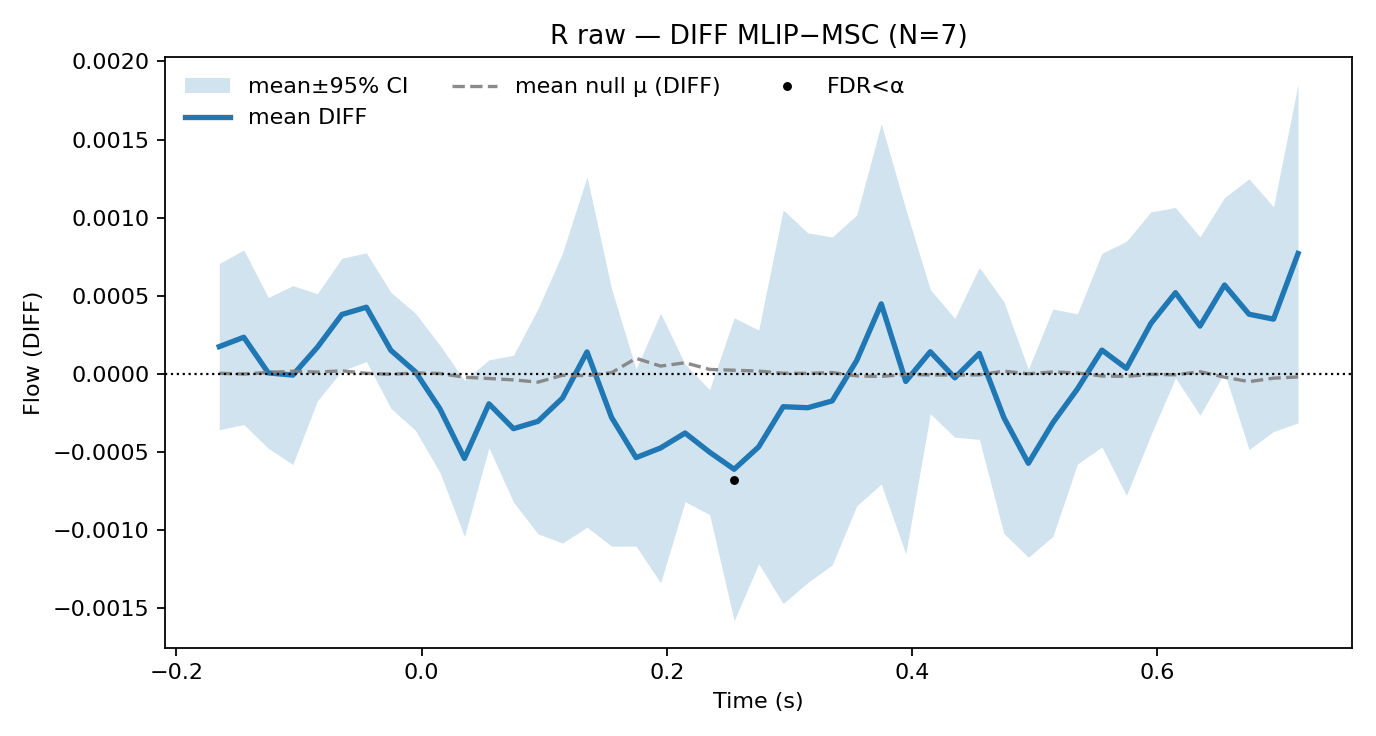 R raw — DIFF MLIP−MSC (N=7)
mean±95% CI
mean DIFF
mean null μ (DIFF)
FDR<α
Flow (DIFF)
0.0020
0.0015
0.0010
0.0005
0.0000
−0.0005
−0.0010
−0.0015
−0.2
0.0
0.2
0.4
0.6
Time (s)